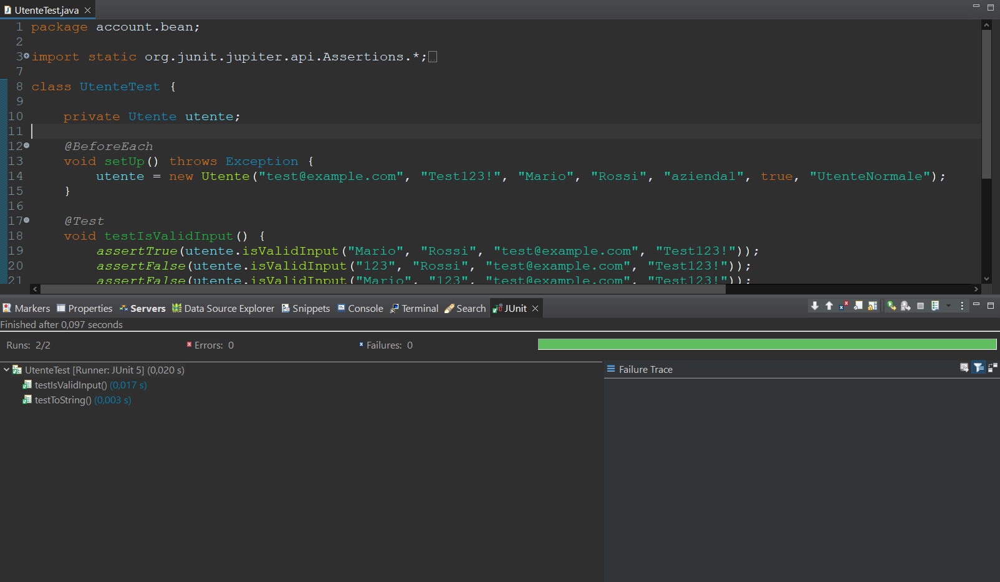 UtenteTest.java
1 package account.bean;
2
3 import static org.junit.jupiter.api.Assertions.*;
7
8 class UtenteTest {
9
10 private Utente utente;
11
12 @BeforeEach
13 void setUp() throws Exception {
14 utente = new Utente("test@example.com", "Test123!", "Mario", "Rossi", "azienda1", true, "UtenteNormale");
15 }
16
17 @Test
18 void testIsValidInput() {
19 assertTrue(utente.isValidInput("Mario", "Rossi", "test@example.com", "Test123!"));
20 assertFalse(utente.isValidInput("123", "Rossi", "test@example.com", "Test123!"));
21 assertFalse(utente.isValidInput("Mario", "123", "test@example.com", "Test123!"));
Markers Properties Servers Data Source Explorer Snippets Console Terminal Search JUnit
Finished after 0,097 seconds
Runs: 2/2 Errors: 0 Failures: 0
UtenteTest [Runner: JUnit 5] (0,020 s)
testIsValidInput() (0,017 s)
testToString() (0,003 s)
Failure Trace